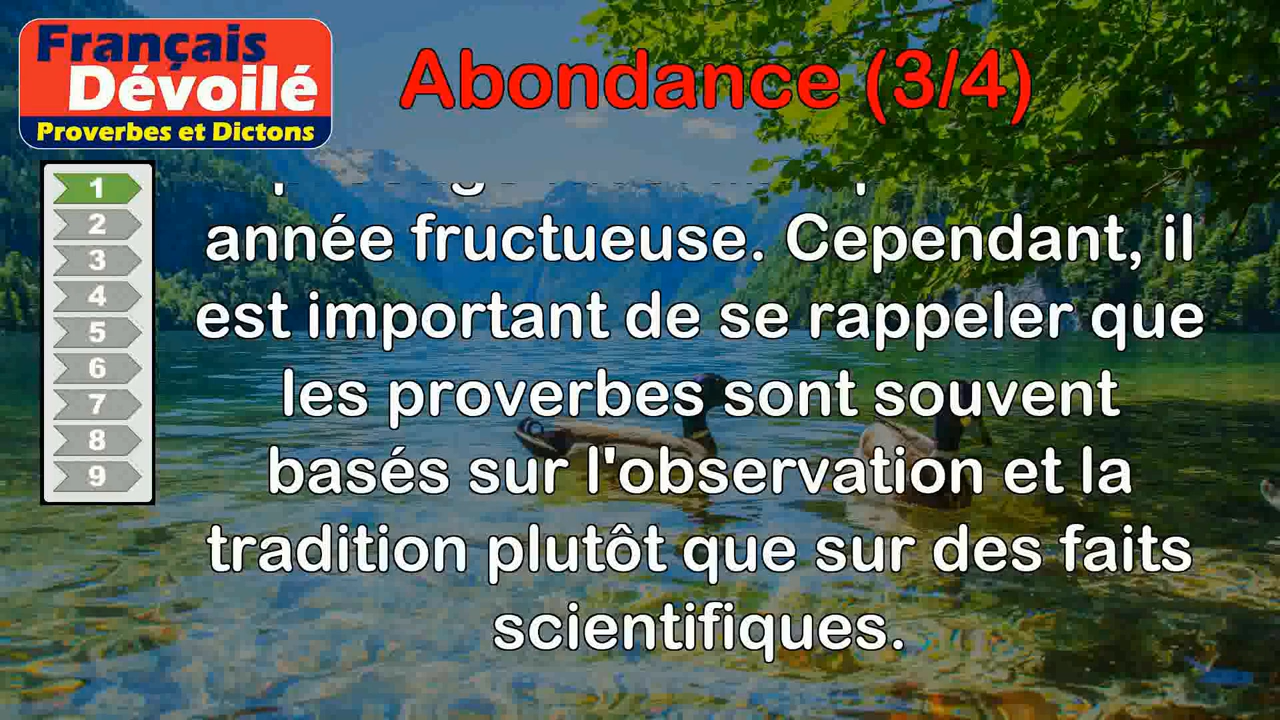 Français
Dévoilé
Proverbes et Dictons
Abondance (3/4)
1
2
3
4
5
6
7
8
9
année fructueuse. Cependant, il
est important de se rappeler que
les proverbes sont souvent
basés sur l'observation et la
tradition plutôt que sur des faits
scientifiques.